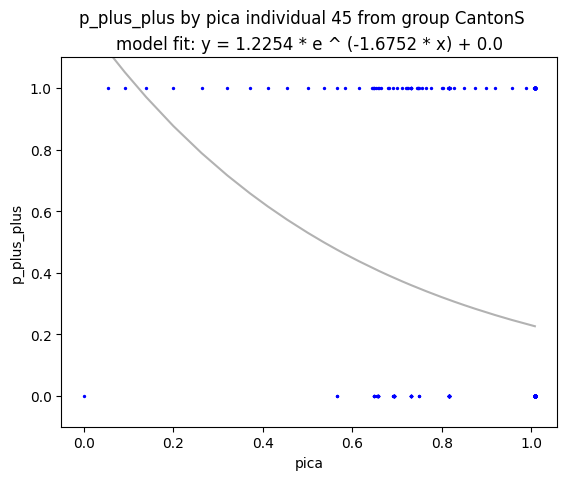 p_plus_plus by pica individual 45 from group CantonS
model fit: y = 1.2254 * e ^ (-1.6752 * x) + 0.0
1.0
0.8
0.6
0.4
0.2
0.0
p_plus_plus
0.0 0.2 0.4 0.6 0.8 1.0
pica